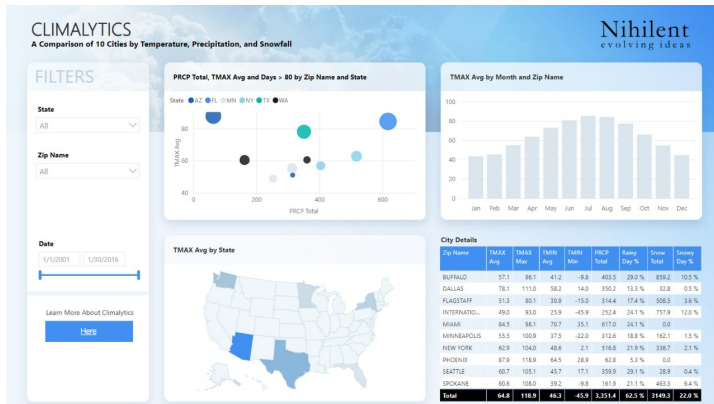 CLIMALYTICS
A Comparison of 10 Cities by Temperature, Precipitation, and Snowfall
Nihilent
evolving ideas
FILTERS
State
All
Zip Name
All
Date
1/1/2001 1/30/2016
Learn More About Climalytics
Here
PRCP Total, TMAX Avg and Days > 80 by Zip Name and State
State AZ FL MN NY TX WA
TMAX Avg
80
60
40
0 200 400 600
PRCP Total
TMAX Avg by Month and Zip Name
100
80
60
40
20
0
Jan Feb Mar Apr May Jun Jul Aug Sep Oct Nov Dec
TMAX Avg by State
City Details
Zip Name TMAX Avg TMAX Max TMIN Avg TMIN Min PRCP Total Rainy Day % Snow Total Snowy Day %
BUFFALO 57.1 96.1 41.2 -9.8 403.5 29.0 % 859.2 10.5 %
DALLAS 78.1 111.0 58.2 14.0 350.2 13.3 % 32.8 0.5 %
FLAGSTAFF 51.3 80.1 30.9 -15.0 314.4 17.4 % 508.5 3.6 %
INTERNATIO... 49.0 93.0 25.9 -45.9 252.4 24.1 % 757.9 12.0 %
MIAMI 84.5 98.1 70.7 35.1 617.0 24.1 % 0.0
MINNEAPOLIS 55.5 100.9 37.5 -22.0 312.6 18.8 % 162.1 1.5 %
NEW YORK 62.9 104.0 48.6 2.1 516.8 21.9 % 336.7 2.1 %
PHOENIX 87.9 118.9 64.5 28.9 62.8 5.3 % 0.0
SEATTLE 60.7 105.1 45.7 17.1 359.9 29.1 % 28.9 0.4 %
SPOKANE 60.6 108.0 39.2 -9.8 161.9 21.1 % 463.3 6.4 %
Total 64.8 118.9 46.3 -45.9 3,351.4 62.5 % 3149.3 22.0 %